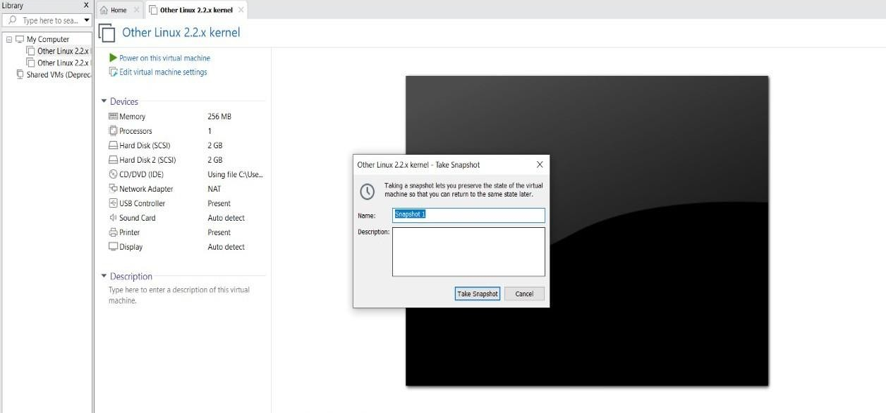 Library X
Type here to sea...
My Computer
Other Linux 2.2.x
Other Linux 2.2.x
Shared VMs (Deprec
Home
Other Linux 2.2.x kernel
Other Linux 2.2.x kernel
Power on this virtual machine
Edit virtual machine settings
Devices
Memory 256 MB
Processors 1
Hard Disk (SCSI) 2 GB
Hard Disk 2 (SCSI) 2 GB
CD/DVD (IDE) Using file C:\Use...
Network Adapter NAT
USB Controller Present
Sound Card Auto detect
Printer Present
Display Auto detect
Description
Type here to enter a description of this virtual
machine.
Other Linux 2.2.x kernel - Take Snapshot
Taking a snapshot lets you preserve the state of the virtual
machine so that you can return to the same state later.
Name: Snapshot 1
Description:
Take Snapshot Cancel